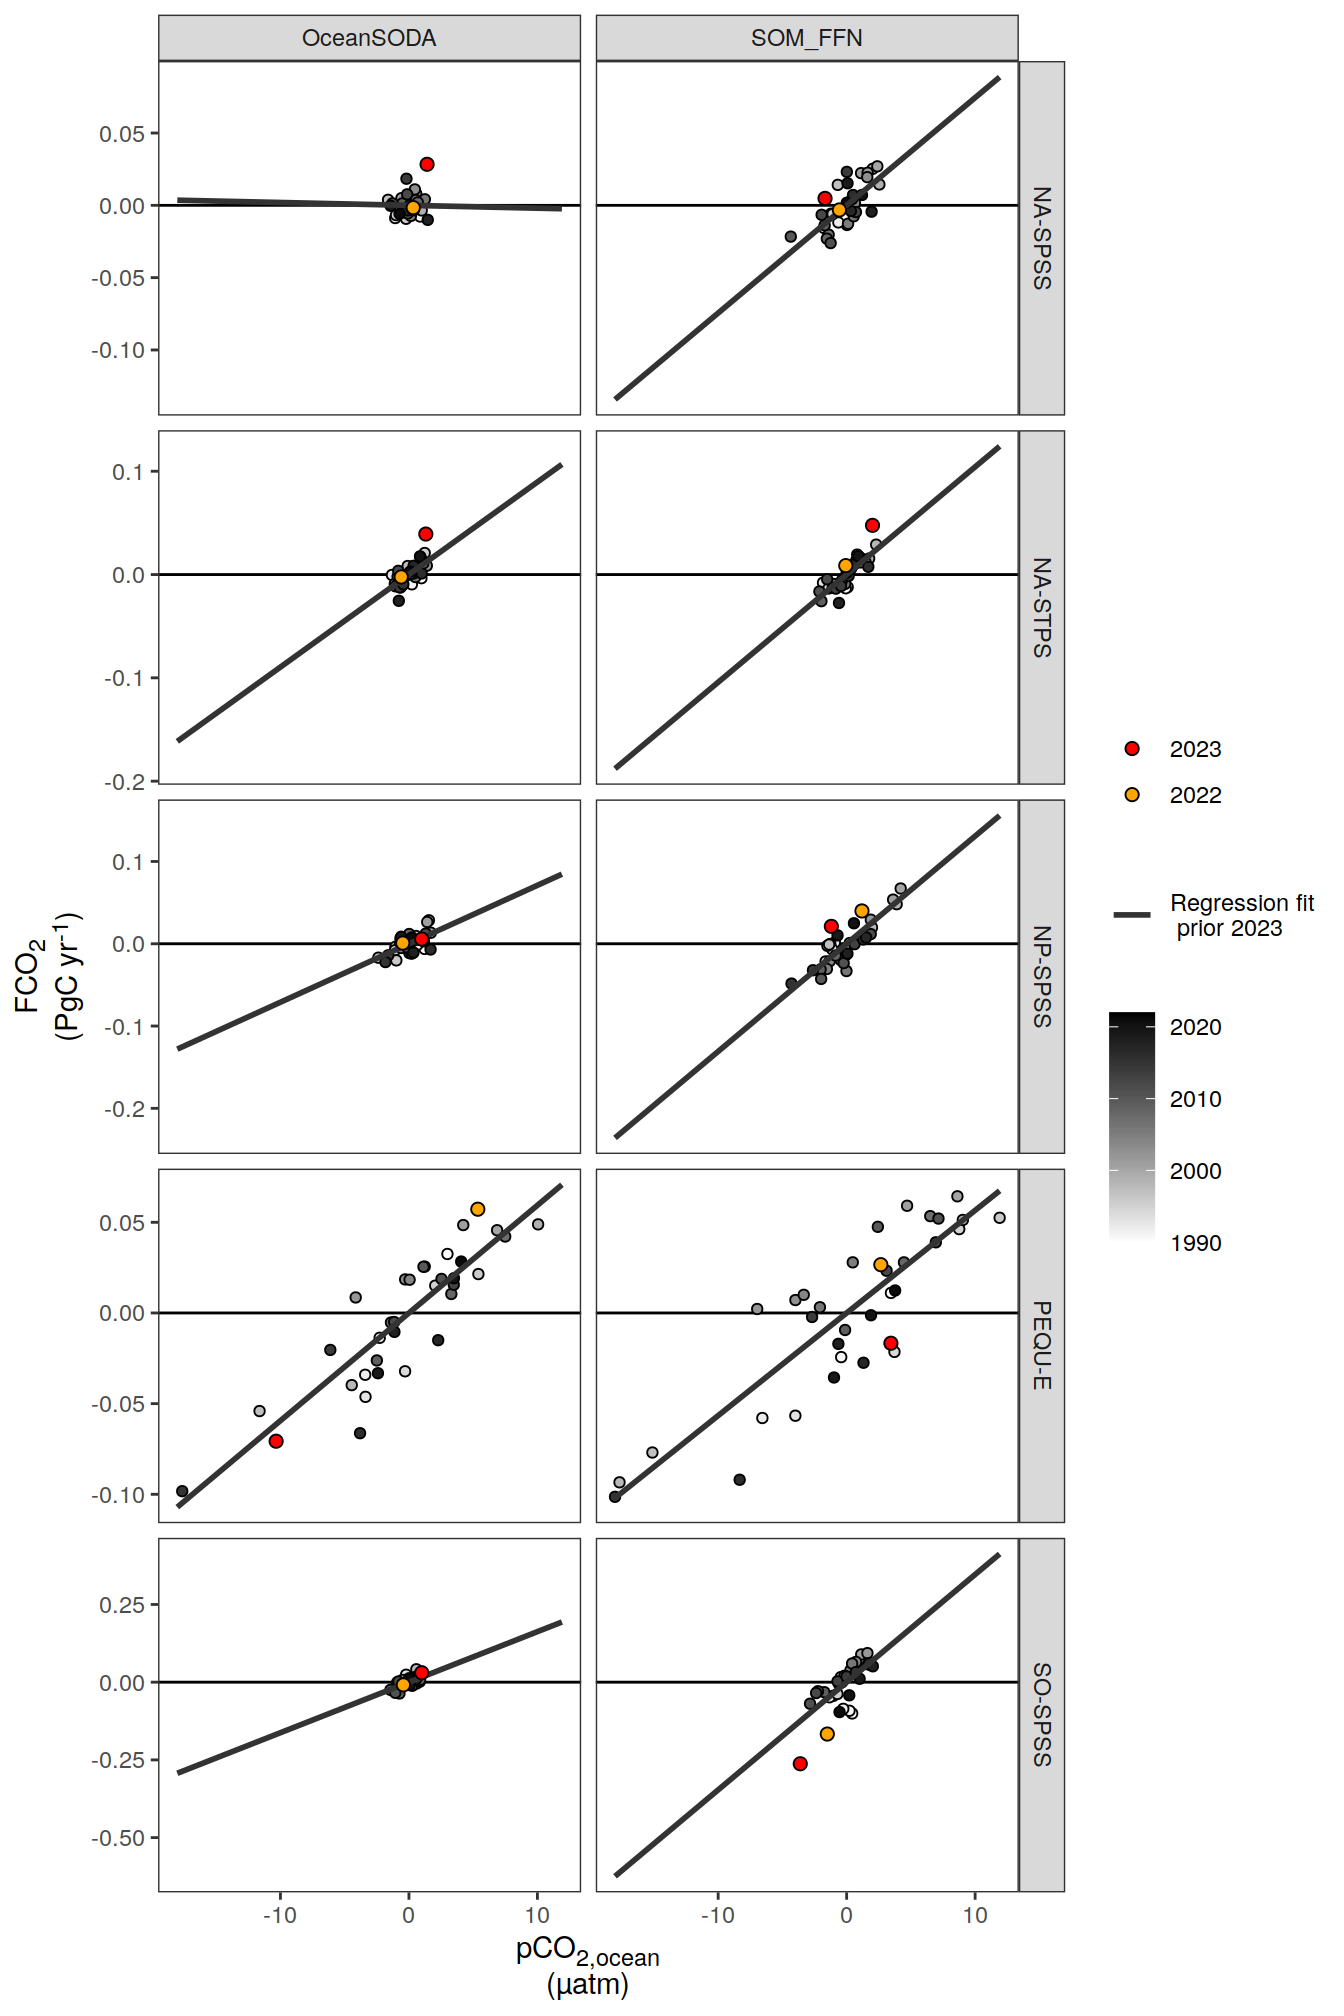 OceanSODA SOM_FFN
0.05
0.00
-0.05
-0.10
NA-SPSS
0.1
0.0
-0.1
-0.2
NA-STPS
0.1
0.0
-0.1
-0.2
NP-SPSS
0.05
0.00
-0.05
-0.10
PEQU-E
0.25
0.00
-0.25
-0.50
SO-SPSS
-10 0 10 -10 0 10
pCO2,ocean
(µatm)
FCO2
(PgC yr-1)
2023
2022
Regression fit
prior 2023
2020
2010
2000
1990